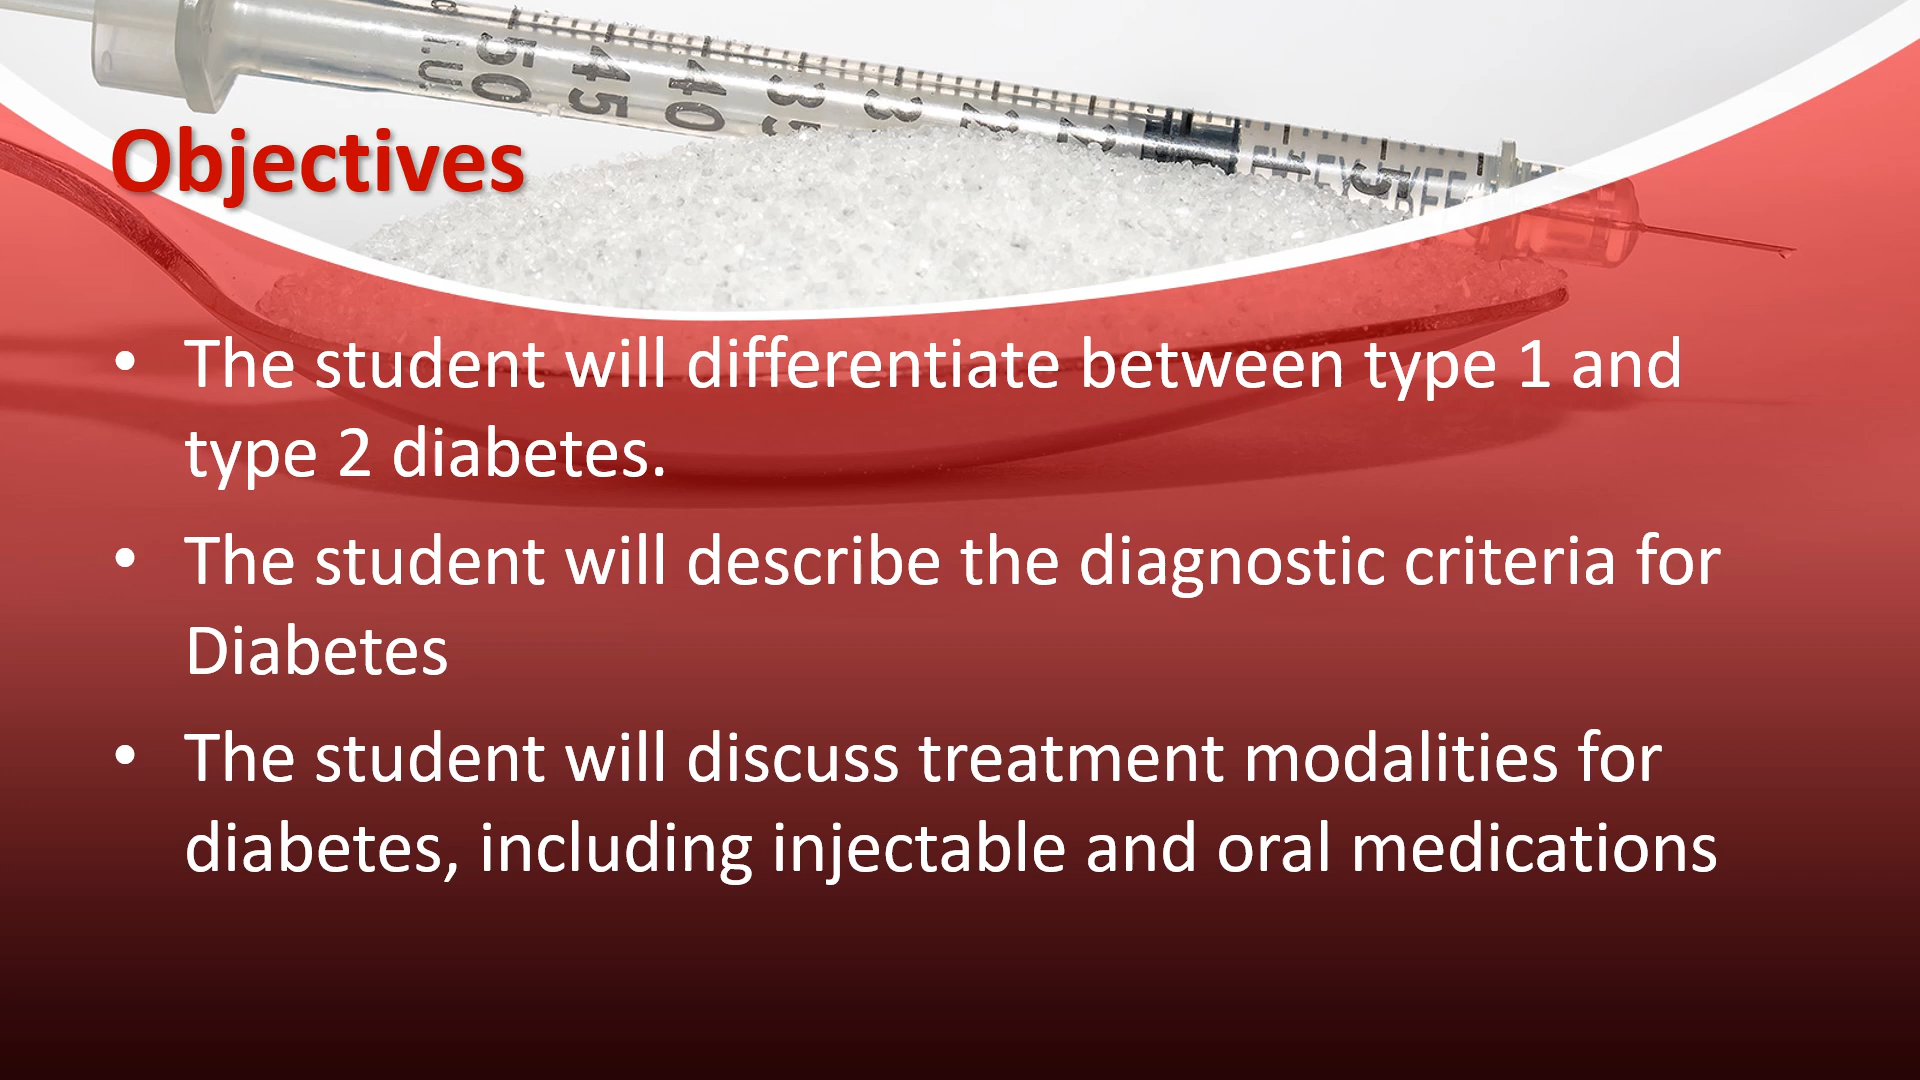 Objectives
• The student will differentiate between type 1 and
type 2 diabetes.
• The student will describe the diagnostic criteria for
Diabetes
• The student will discuss treatment modalities for
diabetes, including injectable and oral medications